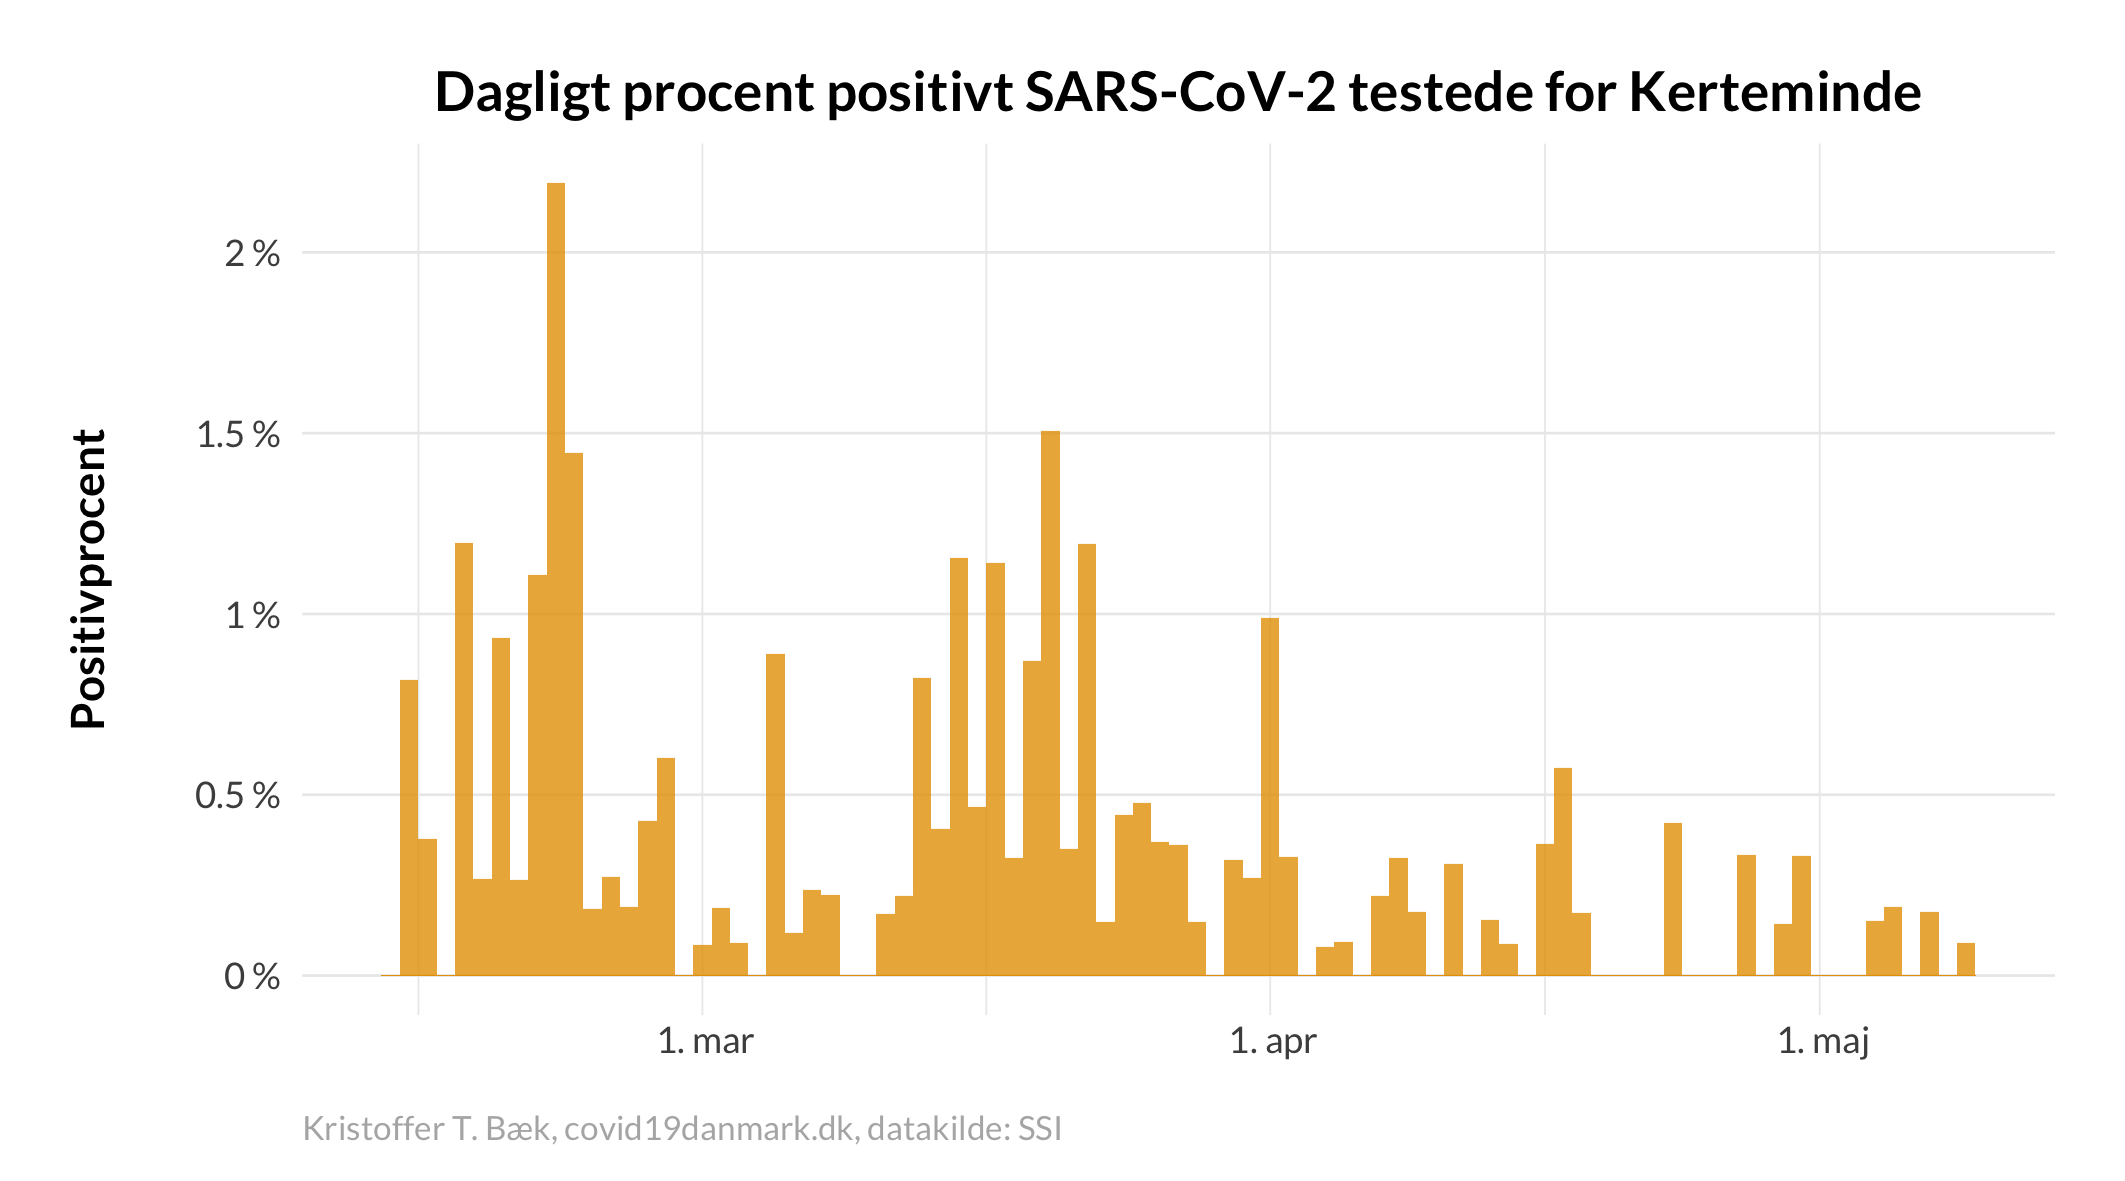 Dagligt procent positivt SARS-CoV-2 testede for Kerteminde
Positivprocent
2 %
1.5 %
1 %
0.5 %
0 %
1. mar
1. apr
1. maj
Kristoffer T. Bæk, covid19danmark.dk, datakilde: SSI